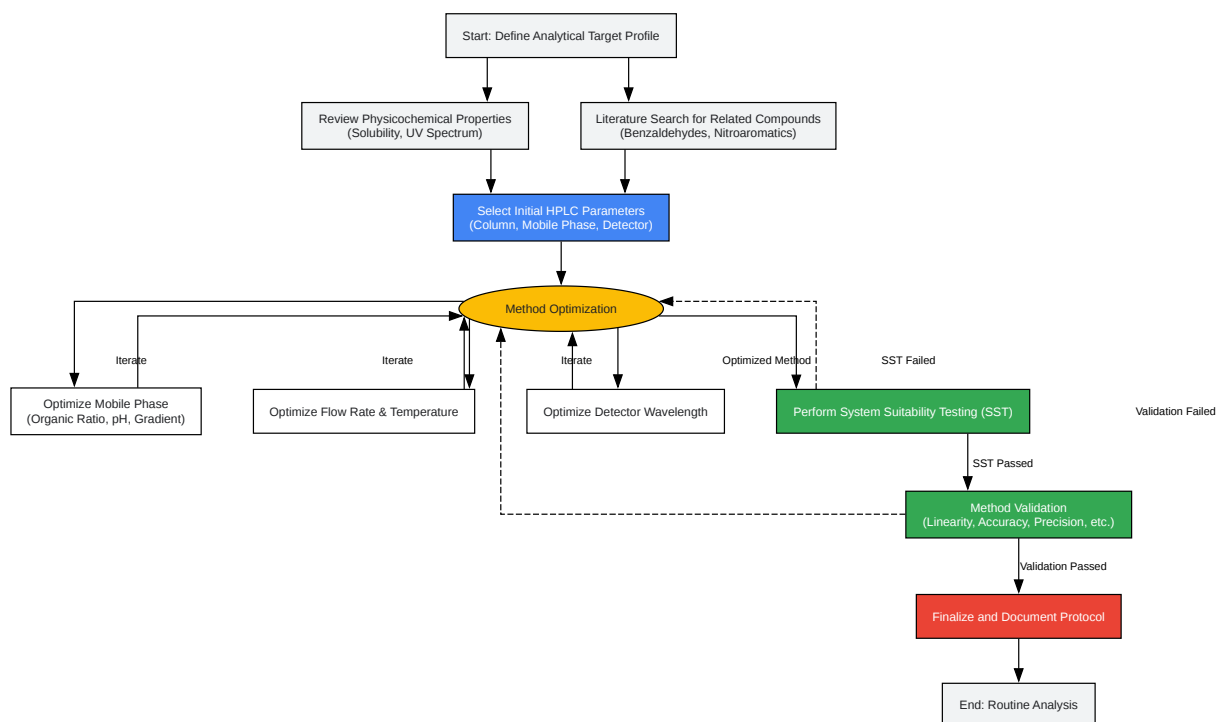 Start: Define Analytical Target Profile
Review Physicochemical Properties
(Solubility, UV Spectrum)
Literature Search for Related Compounds
(Benzaldehydes, Nitroaromatics)
Select Initial HPLC Parameters
(Column, Mobile Phase, Detector)
Method Optimization
Iterate
Iterate
Iterate
Optimized Method
SST Failed
Optimize Mobile Phase
(Organic Ratio, pH, Gradient)
Optimize Flow Rate & Temperature
Optimize Detector Wavelength
Perform System Suitability Testing (SST)
Validation Failed
SST Passed
Method Validation
(Linearity, Accuracy, Precision, etc.)
Validation Passed
Finalize and Document Protocol
End: Routine Analysis